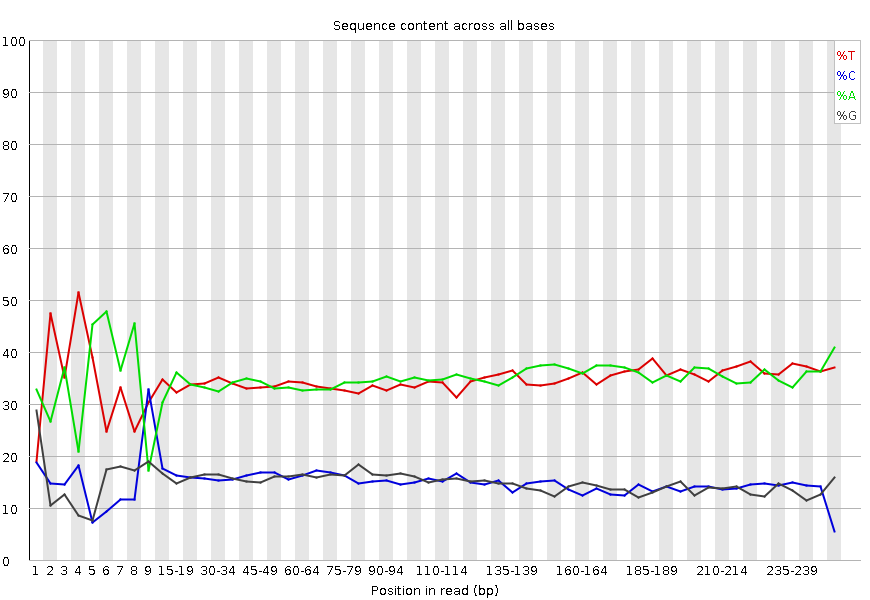 Sequence content across all bases
100
90
80
70
60
50
40
30
20
10
0
%T
%C
%A
%G
1 2 3 4 5 6 7 8 9 15-19 30-34 45-49 60-64 75-79 90-94 110-114 135-139 160-164 185-189 210-214 235-239
Position in read (bp)